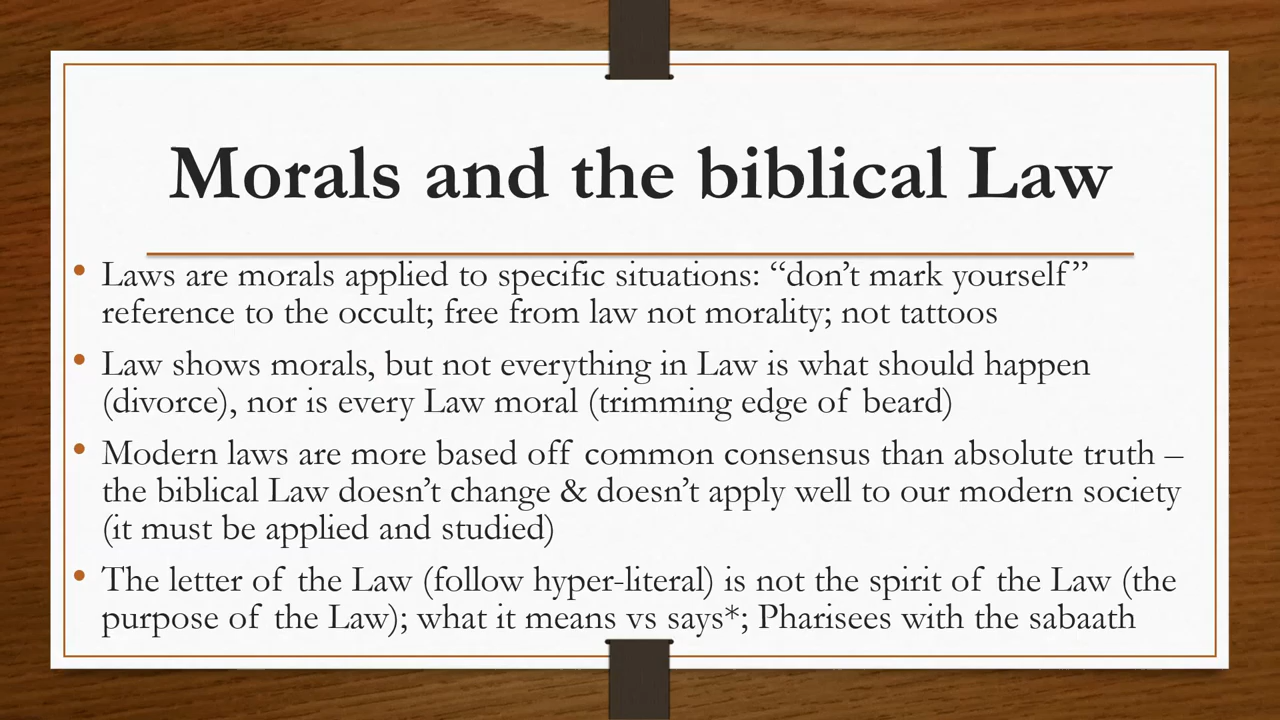 Morals and the biblical Law
• Laws are morals applied to specific situations: “don’t mark yourself”
reference to the occult; free from law not morality; not tattoos
• Law shows morals, but not everything in Law is what should happen
(divorce), nor is every Law moral (trimming edge of beard)
• Modern laws are more based off common consensus than absolute truth –
the biblical Law doesn’t change & doesn’t apply well to our modern society
(it must be applied and studied)
• The letter of the Law (follow hyper-literal) is not the spirit of the Law (the
purpose of the Law); what it means vs says*; Pharisees with the sabaath